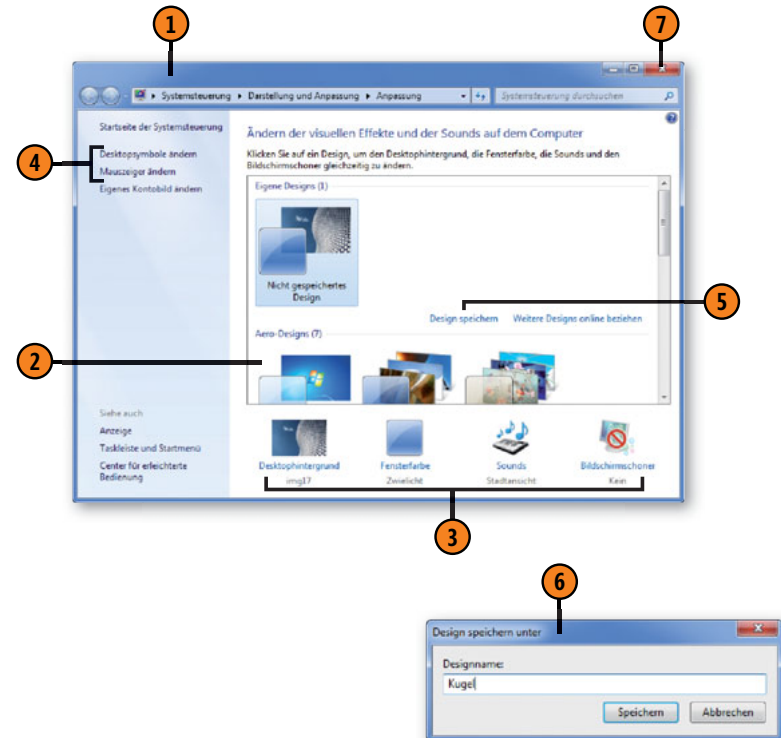 1
7
Systemsteuerung ▸ Darstellung und Anpassung ▸ Anpassung
Systemsteuerung durchsuchen
Startseite der Systemsteuerung
4
Desktopsymbole ändern
Mauszeiger ändern
Eigenes Kontobild ändern
Ändern der visuellen Effekte und der Sounds auf dem Computer
Klicken Sie auf ein Design, um den Desktophintergrund, die Fensterfarbe, die Sounds und den
Bildschirmschoner gleichzeitig zu ändern.
Eigene Designs (1)
Nicht gespeichertes
Design
5
Design speichern Weitere Designs online beziehen
2
Aero-Designs (7)
Siehe auch
Anzeige
Taskleiste und Startmenü
Center für erleichterte
Bedienung
Desktophintergrund
img17
Fensterfarbe
Zwielicht
Sounds
Stadtansicht
Bildschirmschoner
Kein
3
6
Design speichern unter
Designname:
Kugel
Speichern Abbrechen